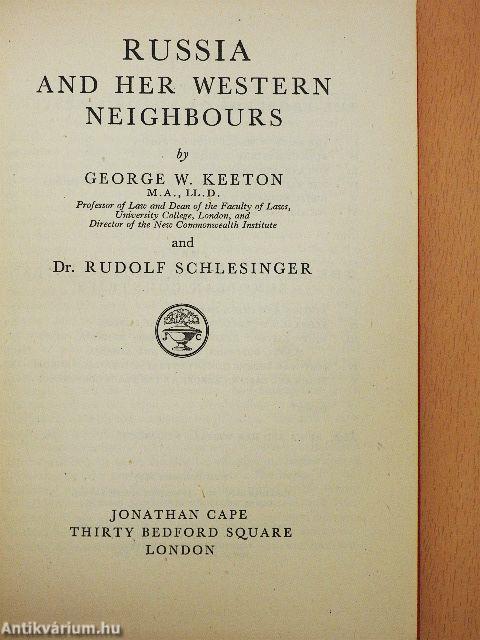 RUSSIA
AND HER WESTERN
NEIGHBOURS
by
GEORGE W. KEETON
M.A., LL.D.
Professor of Law and Dean of the Faculty of Laws,
University College, London, and
Director of the New Commonwealth Institute
and
Dr. RUDOLF SCHLESINGER
J C
JONATHAN CAPE
THIRTY BEDFORD SQUARE
LONDON
Antikvárium.hu